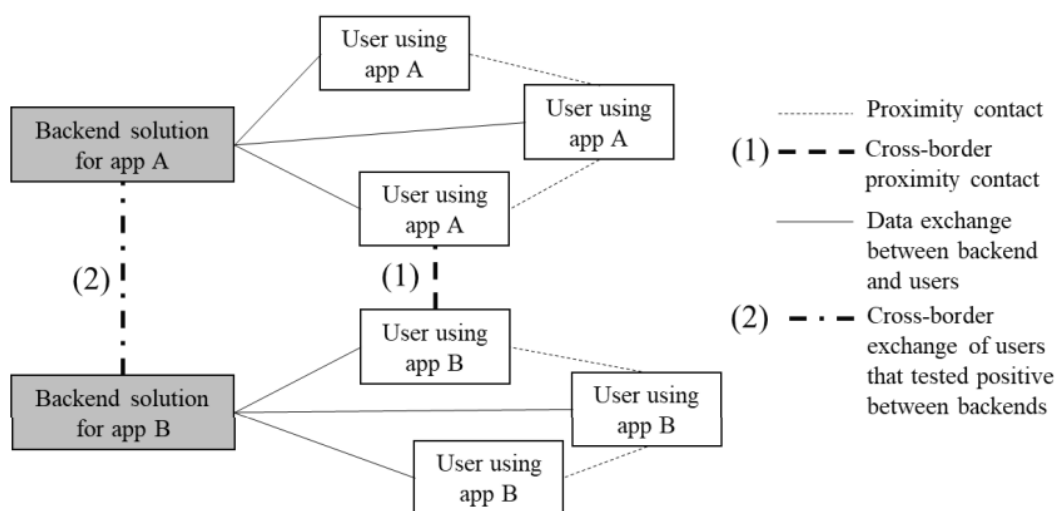 User using
app A
User using
app A
Backend solution
for app A
User using
app A
(2)
(1)
User using
app B
User using
app B
Backend solution
for app B
User using
app B
Proximity contact
(1)
Cross-border
proximity contact
Data exchange
between backend
and users
(2)
Cross-border
exchange of users
that tested positive
between backends